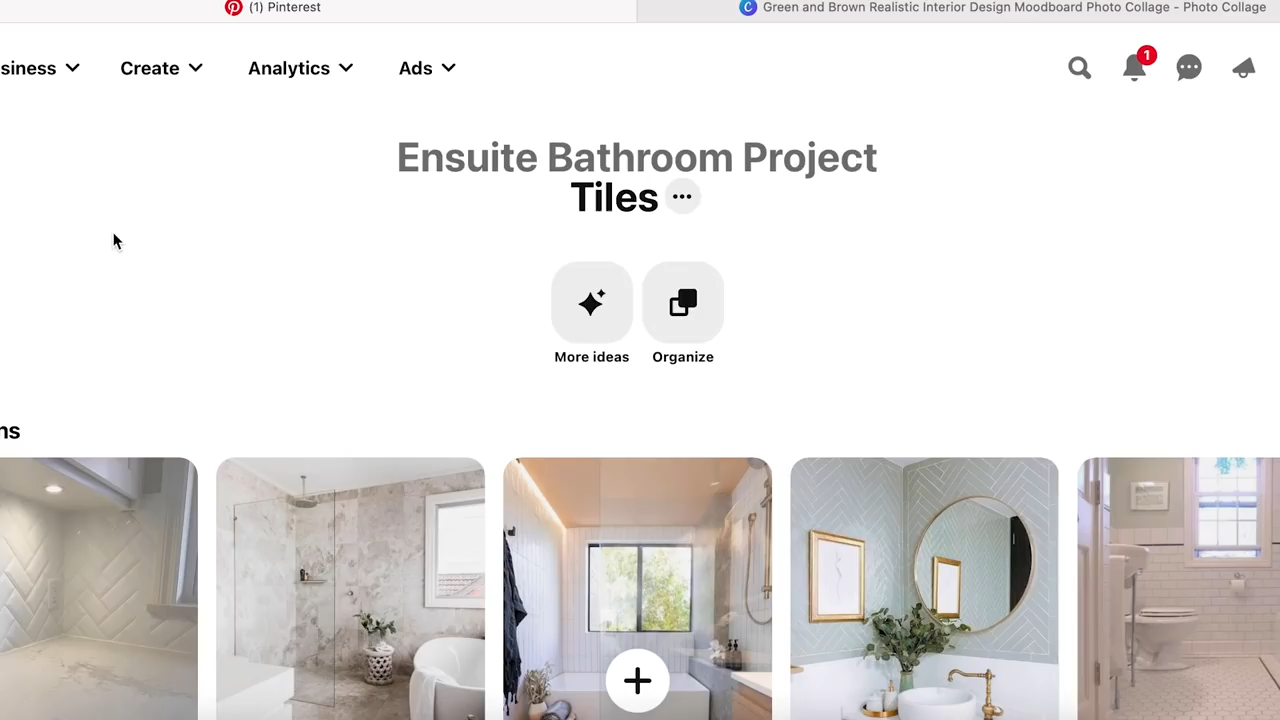 (1) Pinterest
Green and Brown Realistic Interior Design Moodboard Photo Collage - Photo Collage
siness Create Analytics Ads
1
Ensuite Bathroom Project
Tiles
More ideas Organize
ns